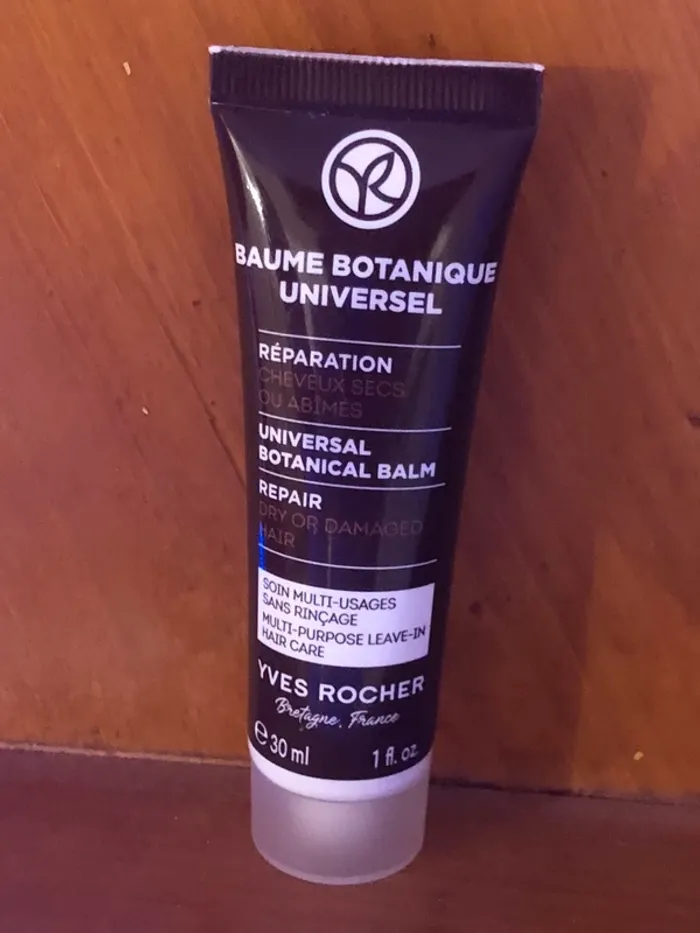 BAUME BOTANIQUE
UNIVERSEL
RÉPARATION
CHEVEUX SECS
OU ABÎMÉS
UNIVERSAL
BOTANICAL BALM
REPAIR
DRY OR DAMAGED
HAIR
SOIN MULTI-USAGES
SANS RINÇAGE
MULTI-PURPOSE LEAVE-IN
HAIR CARE
YVES ROCHER
Bretagne, France
℮ 30 ml 1 fl. oz.